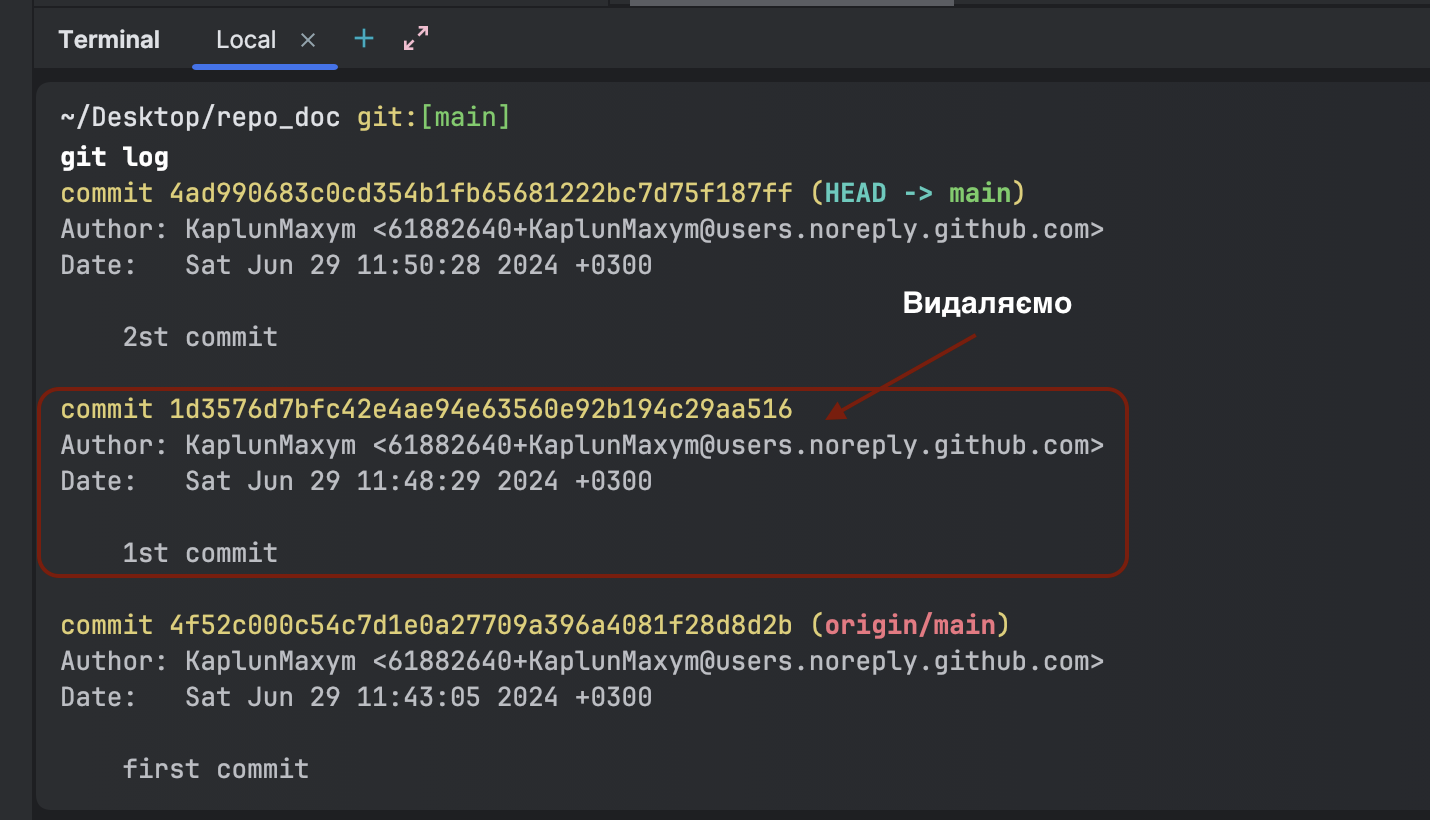 Terminal Local × +
~/Desktop/repo_doc git:[main]
git log
commit 4ad990683c0cd354b1fb65681222bc7d75f187ff (HEAD -> main)
Author: KaplunMaxym <61882640+KaplunMaxym@users.noreply.github.com>
Date:   Sat Jun 29 11:50:28 2024 +0300
Видаляємо
2st commit
commit 1d3576d7bfc42e4ae94e63560e92b194c29aa516
Author: KaplunMaxym <61882640+KaplunMaxym@users.noreply.github.com>
Date:   Sat Jun 29 11:48:29 2024 +0300
1st commit
commit 4f52c000c54c7d1e0a27709a396a4081f28d8d2b (origin/main)
Author: KaplunMaxym <61882640+KaplunMaxym@users.noreply.github.com>
Date:   Sat Jun 29 11:43:05 2024 +0300
first commit